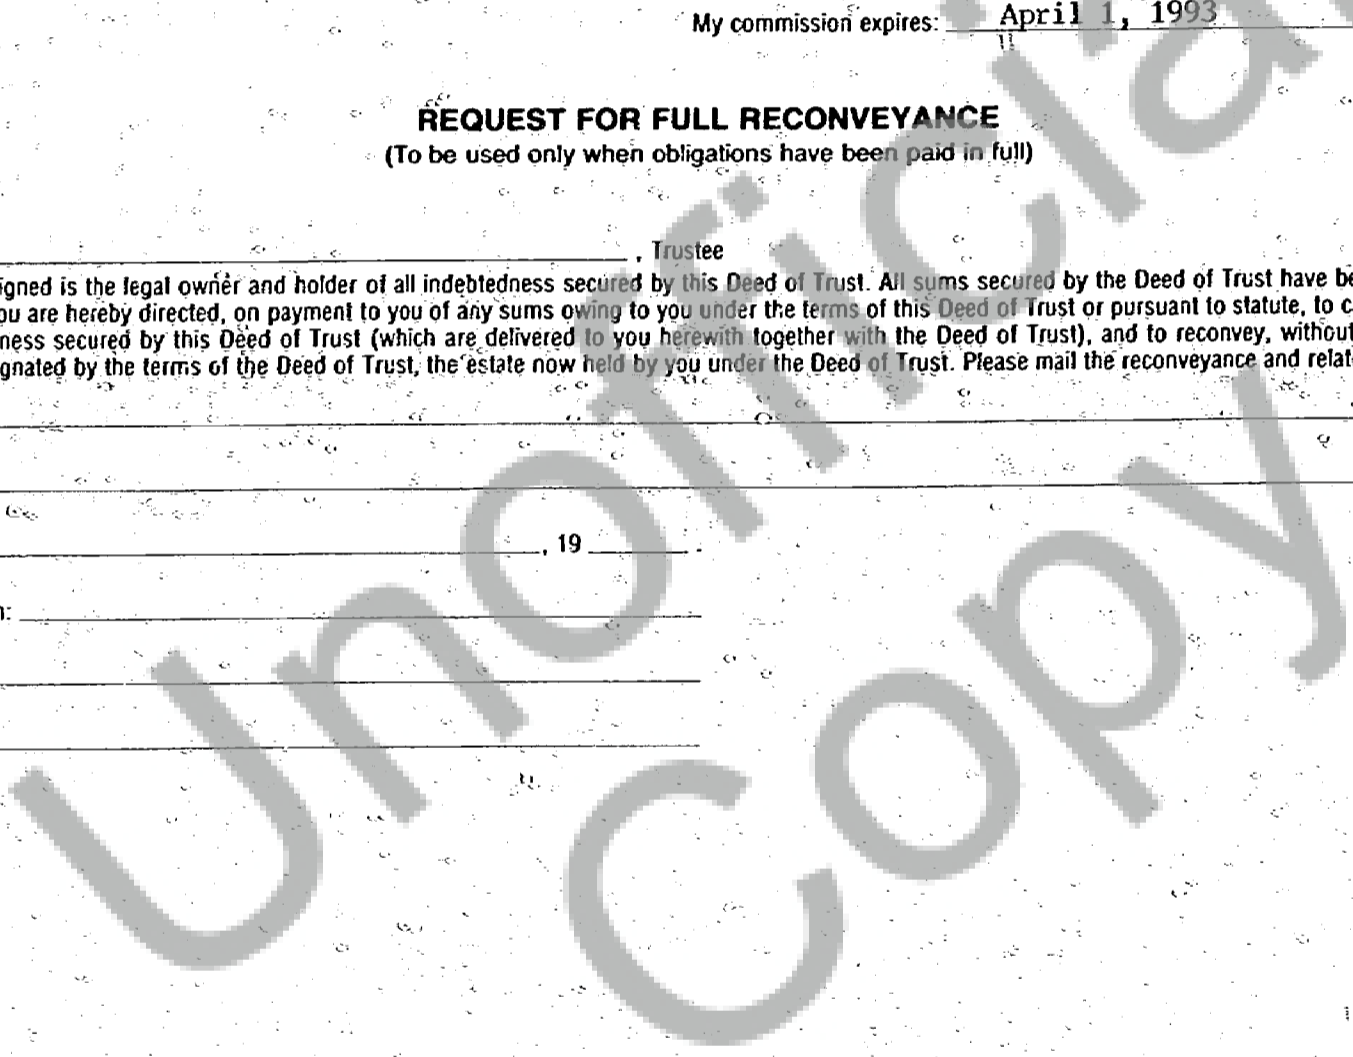 My commission expires: April 1, 1993
REQUEST FOR FULL RECONVEYANCE
(To be used only when obligations have been paid in full)
, Trustee
igned is the legal owner and holder of all indebtedness secured by this Deed of Trust. All sums secured by the Deed of Trust have be
ou are hereby directed, on payment to you of any sums owing to you under the terms of this Deed of Trust or pursuant to statute, to c
ness secured by this Deed of Trust (which are delivered to you herewith together with the Deed of Trust), and to reconvey, without
gnated by the terms of the Deed of Trust, the estate now held by you under the Deed of Trust. Please mail the reconveyance and relat
, 19 .
:
Unofficial
Copy